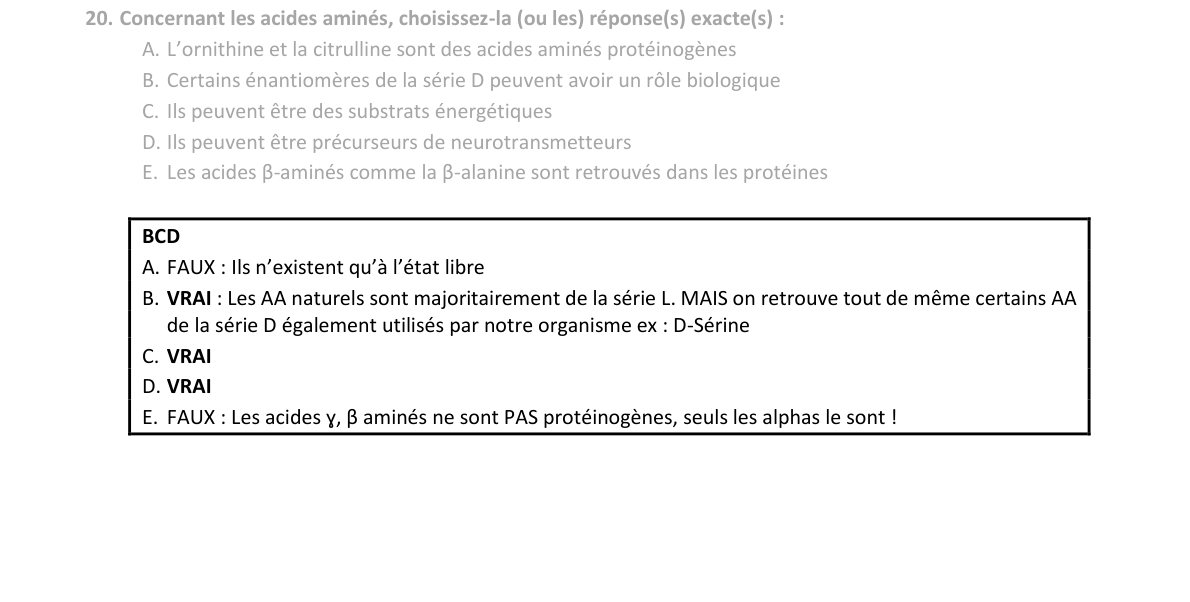 20. Concernant les acides aminés, choisissez-la (ou les) réponse(s) exacte(s) :
A. L’ornithine et la citrulline sont des acides aminés protéinogènes
B. Certains énantiomères de la série D peuvent avoir un rôle biologique
C. Ils peuvent être des substrats énergétiques
D. Ils peuvent être précurseurs de neurotransmetteurs
E. Les acides β-aminés comme la β-alanine sont retrouvés dans les protéines
BCD
A. FAUX : Ils n’existent qu’à l’état libre
B. VRAI : Les AA naturels sont majoritairement de la série L. MAIS on retrouve tout de même certains AA
de la série D également utilisés par notre organisme ex : D-Sérine
C. VRAI
D. VRAI
E. FAUX : Les acides ɣ, β aminés ne sont PAS protéinogènes, seuls les alphas le sont !